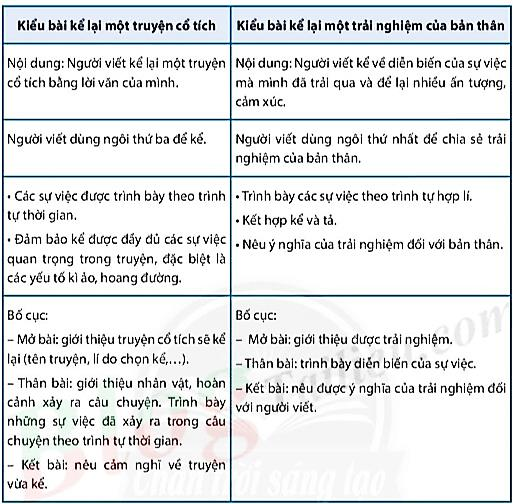 Kiểu bài kể lại một truyện cổ tích
Kiểu bài kể lại một trải nghiệm của bản thân
Nội dung: Người viết kể lại một truyện
cổ tích bằng lời văn của mình.
Nội dung: Người viết kể về diễn biến của sự việc
mà mình đã trải qua và để lại nhiều ấn tượng,
cảm xúc.
Người viết dùng ngôi thứ ba để kể.
Người viết dùng ngôi thứ nhất để chia sẻ trải
nghiệm của bản thân.
• Các sự việc được trình bày theo trình
tự thời gian.
• Đảm bảo kể được đầy đủ các sự việc
quan trọng trong truyện, đặc biệt là
các yếu tố kì ảo, hoang đường.
• Trình bày các sự việc theo trình tự hợp lí.
• Kết hợp kể và tả.
• Nêu ý nghĩa của trải nghiệm đối với bản thân.
Bố cục:
– Mở bài: giới thiệu truyện cổ tích sẽ kể
lại (tên truyện, lí do chọn kể,…).
– Thân bài: giới thiệu nhân vật, hoàn
cảnh xảy ra câu chuyện. Trình bày
những sự việc đã xảy ra trong câu
chuyện theo trình tự thời gian.
– Kết bài: nêu cảm nghĩ về truyện
vừa kể.
Bố cục:
– Mở bài: giới thiệu được trải nghiệm.
– Thân bài: trình bày diễn biến của sự việc.
– Kết bài: nêu được ý nghĩa của trải nghiệm đối
với người viết.
BlogTailieu.com
Chân trời sáng tạo